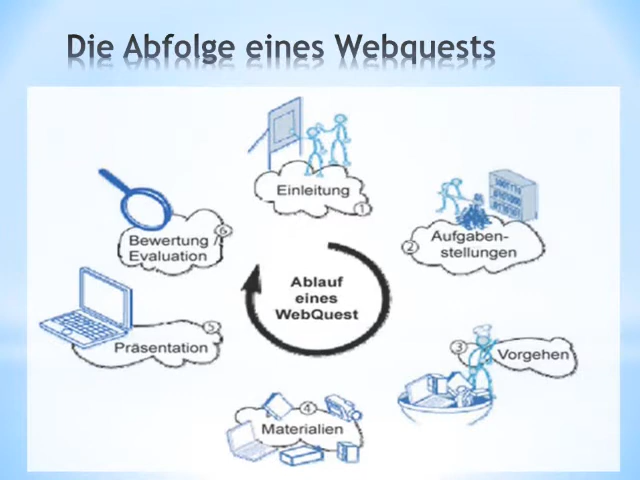 Die Abfolge eines Webquests
Einleitung
1
2
Aufgaben-
stellungen
3
Vorgehen
4
Materialien
5
Präsentation
6
Bewertung /
Evaluation
Ablauf
eines
WebQuest